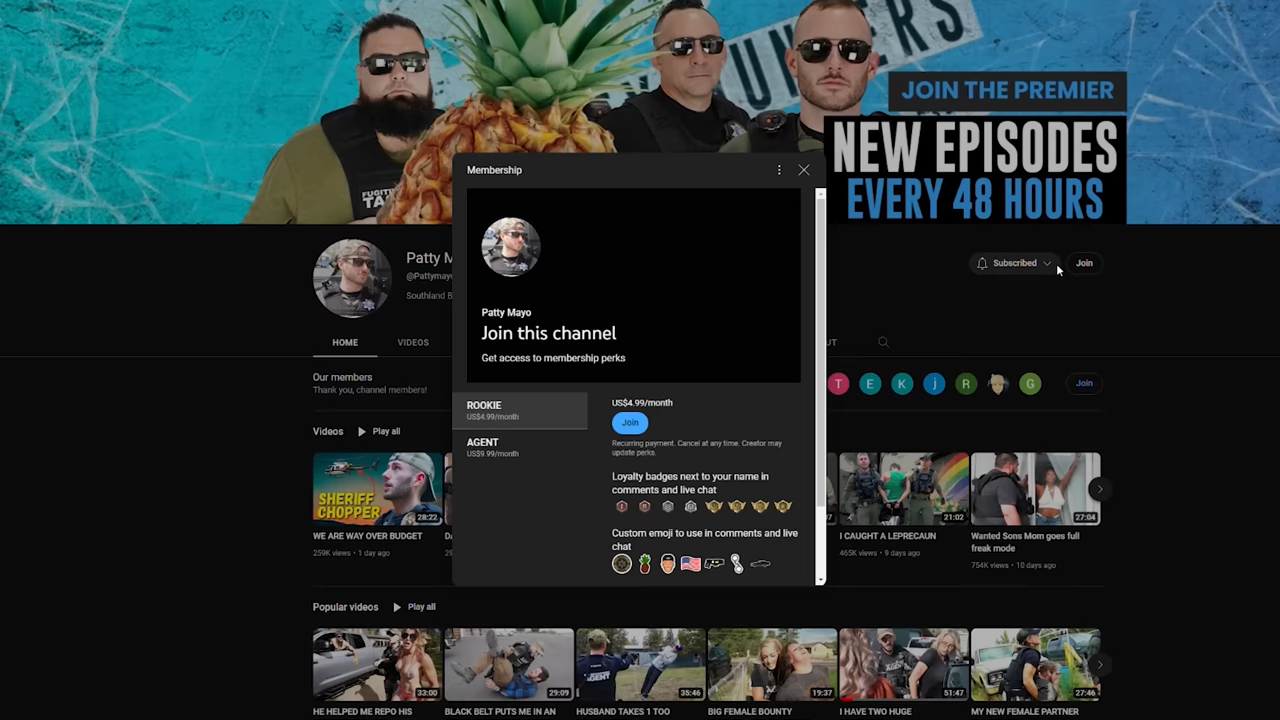 UNTERS
JOIN THE PREMIER
NEW EPISODES
EVERY 48 HOURS
FUGITIVE
TA
Membership
Patty M
@Pattymayo
Southland B
Subscribed
Join
Patty Mayo
Join this channel
Get access to membership perks
HOME
VIDEOS
UT
Our members
Thank you, channel members!
T
E
K
j
R
G
Join
ROOKIE
US$4.99/month
AGENT
US$9.99/month
US$4.99/month
Join
Recurring payment. Cancel at any time. Creator may
update perks.
Loyalty badges next to your name in
comments and live chat
Custom emoji to use in comments and live
chat
Videos
Play all
SHERIFF
CHOPPER
28:22
21:02
27:04
WE ARE WAY OVER BUDGET
259K views • 1 day ago
I CAUGHT A LEPRECAUN
465K views • 9 days ago
Wanted Sons Mom goes full
freak mode
754K views • 10 days ago
Popular videos
Play all
33:00
29:09
AGENT
35:46
19:37
51:47
27:46
HE HELPED ME REPO HIS
BLACK BELT PUTS ME IN AN
HUSBAND TAKES 1 TOO
BIG FEMALE BOUNTY
I HAVE TWO HUGE
MY NEW FEMALE PARTNER